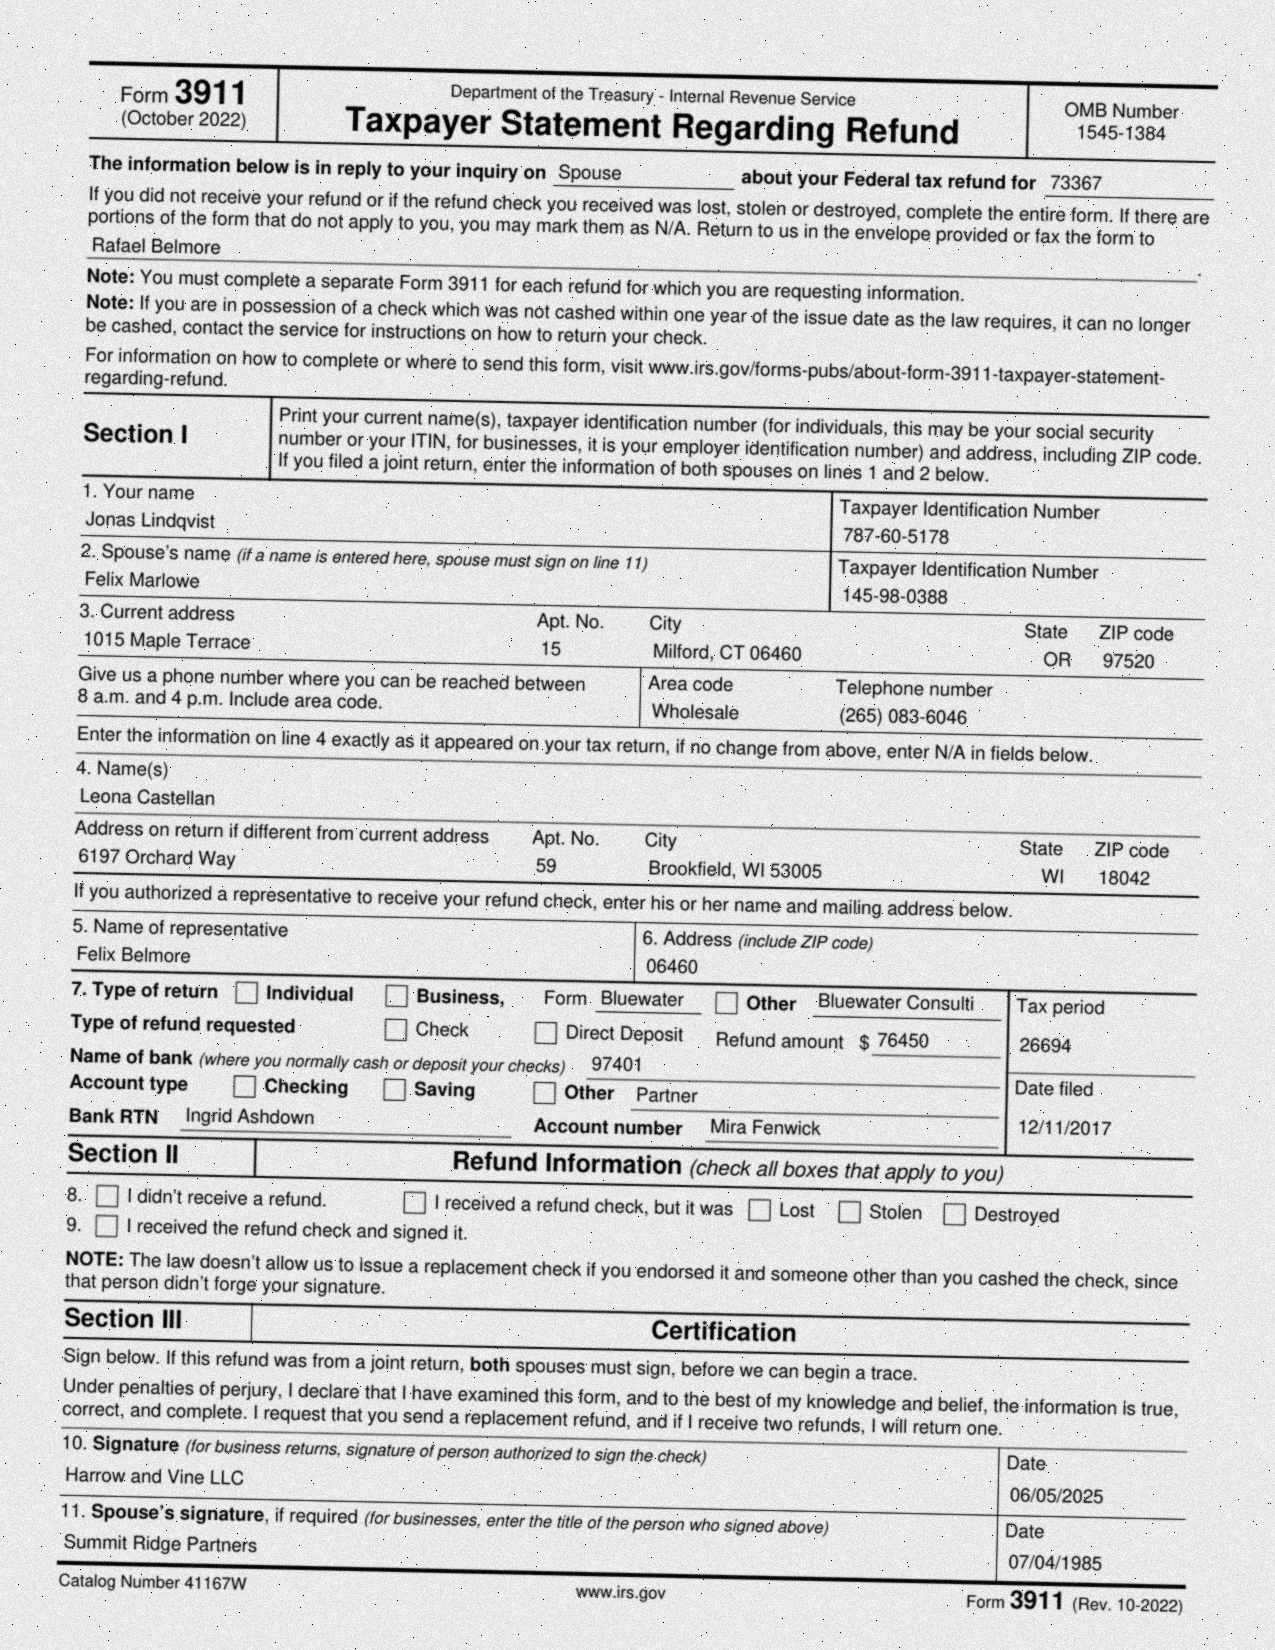 Form 3911
(October 2022)
Department of the Treasury - Internal Revenue Service
Taxpayer Statement Regarding Refund
OMB Number
1545-1384
The information below is in reply to your inquiry on Spouse about your Federal tax refund for 73367
If you did not receive your refund or if the refund check you received was lost, stolen or destroyed, complete the entire form. If there are
portions of the form that do not apply to you, you may mark them as N/A. Return to us in the envelope provided or fax the form to
Rafael Belmore .
Note: You must complete a separate Form 3911 for each refund for which you are requesting information.
Note: If you are in possession of a check which was not cashed within one year of the issue date as the law requires, it can no longer
be cashed, contact the service for instructions on how to return your check.
For information on how to complete or where to send this form, visit www.irs.gov/forms-pubs/about-form-3911-taxpayer-statement-
regarding-refund.
Section I
Print your current name(s), taxpayer identification number (for individuals, this may be your social security
number or your ITIN, for businesses, it is your employer identification number) and address, including ZIP code.
If you filed a joint return, enter the information of both spouses on lines 1 and 2 below.
1. Your name
Jonas Lindqvist
Taxpayer Identification Number
787-60-5178
2. Spouse's name (if a name is entered here, spouse must sign on line 11)
Felix Marlowe
Taxpayer Identification Number
145-98-0388
3. Current address Apt. No. City State ZIP code
1015 Maple Terrace 15 Milford, CT 06460 OR 97520
Give us a phone number where you can be reached between
8 a.m. and 4 p.m. Include area code.
Area code Telephone number
Wholesale (265) 083-6046
Enter the information on line 4 exactly as it appeared on your tax return, if no change from above, enter N/A in fields below.
4. Name(s)
Leona Castellan
Address on return if different from current address Apt. No. City State ZIP code
6197 Orchard Way 59 Brookfield, WI 53005 WI 18042
If you authorized a representative to receive your refund check, enter his or her name and mailing address below.
5. Name of representative
Felix Belmore
6. Address (include ZIP code)
06460
7. Type of return Individual Business, Form Bluewater Other Bluewater Consulti
Tax period
Type of refund requested Check Direct Deposit Refund amount $ 76450
26694
Name of bank (where you normally cash or deposit your checks) 97401
Account type Checking Saving Other Partner
Date filed
Bank RTN Ingrid Ashdown Account number Mira Fenwick
12/11/2017
Section II
Refund Information (check all boxes that apply to you)
8. I didn't receive a refund. I received a refund check, but it was Lost Stolen Destroyed
9. I received the refund check and signed it.
NOTE: The law doesn't allow us to issue a replacement check if you endorsed it and someone other than you cashed the check, since
that person didn't forge your signature.
Section III
Certification
Sign below. If this refund was from a joint return, both spouses must sign, before we can begin a trace.
Under penalties of perjury, I declare that I have examined this form, and to the best of my knowledge and belief, the information is true,
correct, and complete. I request that you send a replacement refund, and if I receive two refunds, I will return one.
10. Signature (for business returns, signature of person authorized to sign the check)
Harrow and Vine LLC
Date
06/05/2025
11. Spouse's signature, if required (for businesses, enter the title of the person who signed above)
Summit Ridge Partners
Date
07/04/1985
Catalog Number 41167W
www.irs.gov
Form 3911 (Rev. 10-2022)